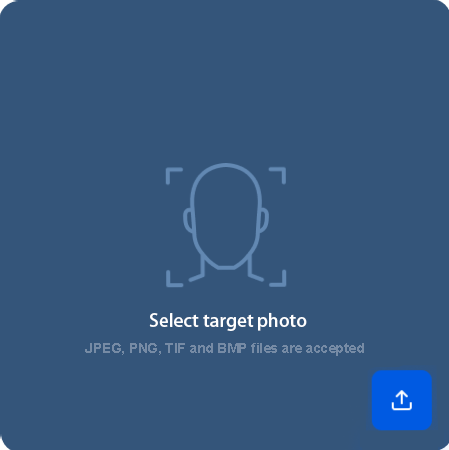 Select target photo
JPEG, PNG, TIF and BMP files are accepted